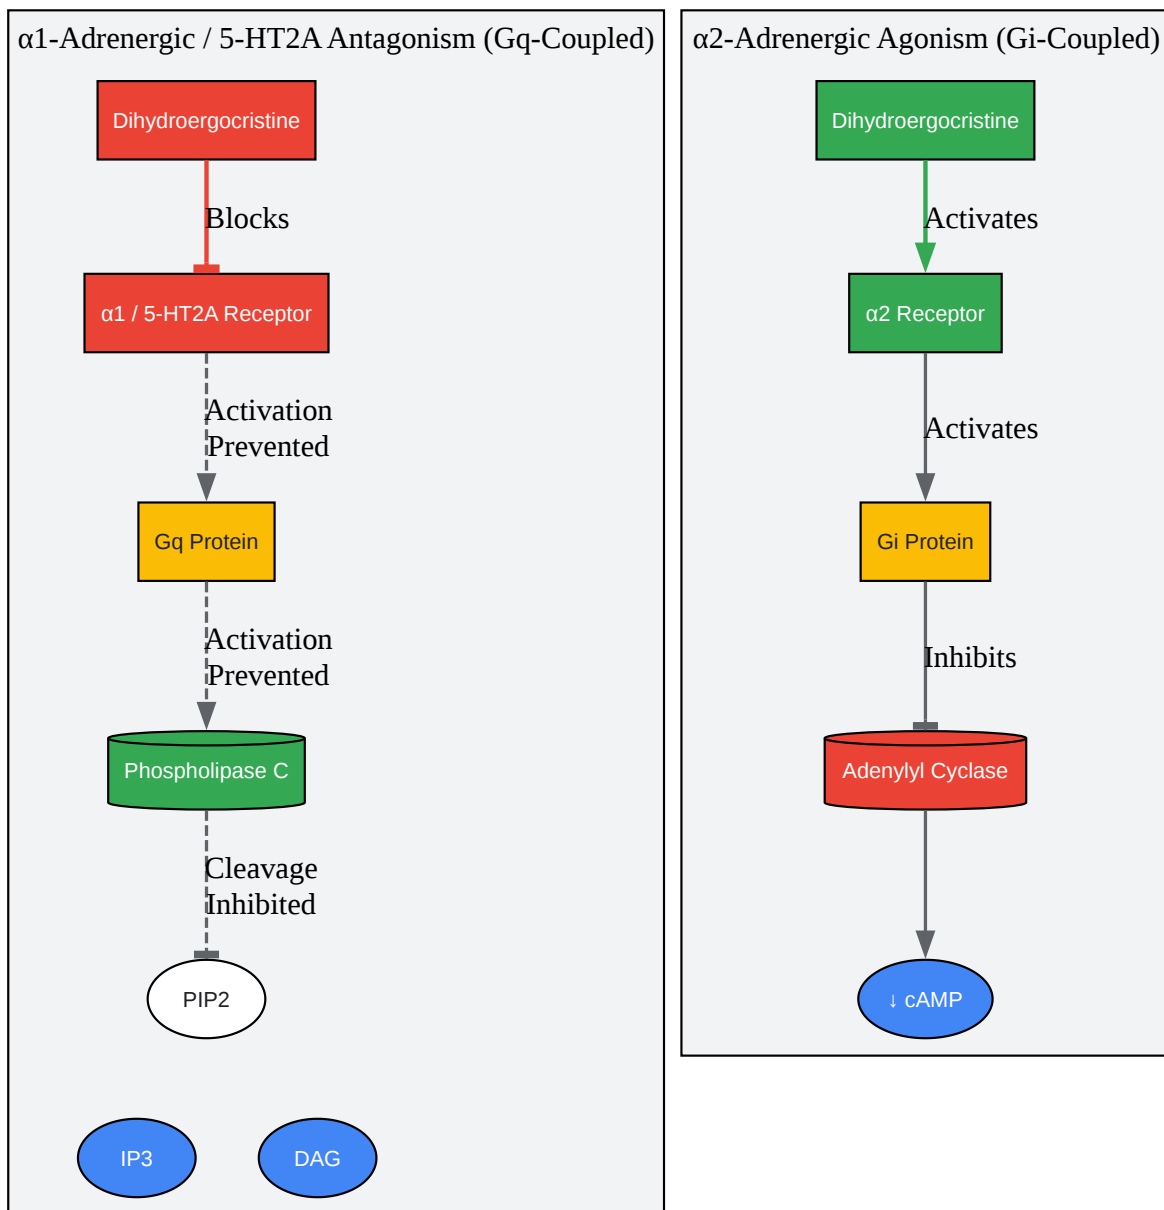 α1-Adrenergic / 5-HT2A Antagonism (Gq-Coupled)
Dihydroergocristine
Blocks
α1 / 5-HT2A Receptor
Activation
Prevented
Gq Protein
Activation
Prevented
Phospholipase C
Cleavage
Inhibited
PIP2
IP3
DAG
α2-Adrenergic Agonism (Gi-Coupled)
Dihydroergocristine
Activates
α2 Receptor
Activates
Gi Protein
Inhibits
Adenylyl Cyclase
↓ cAMP